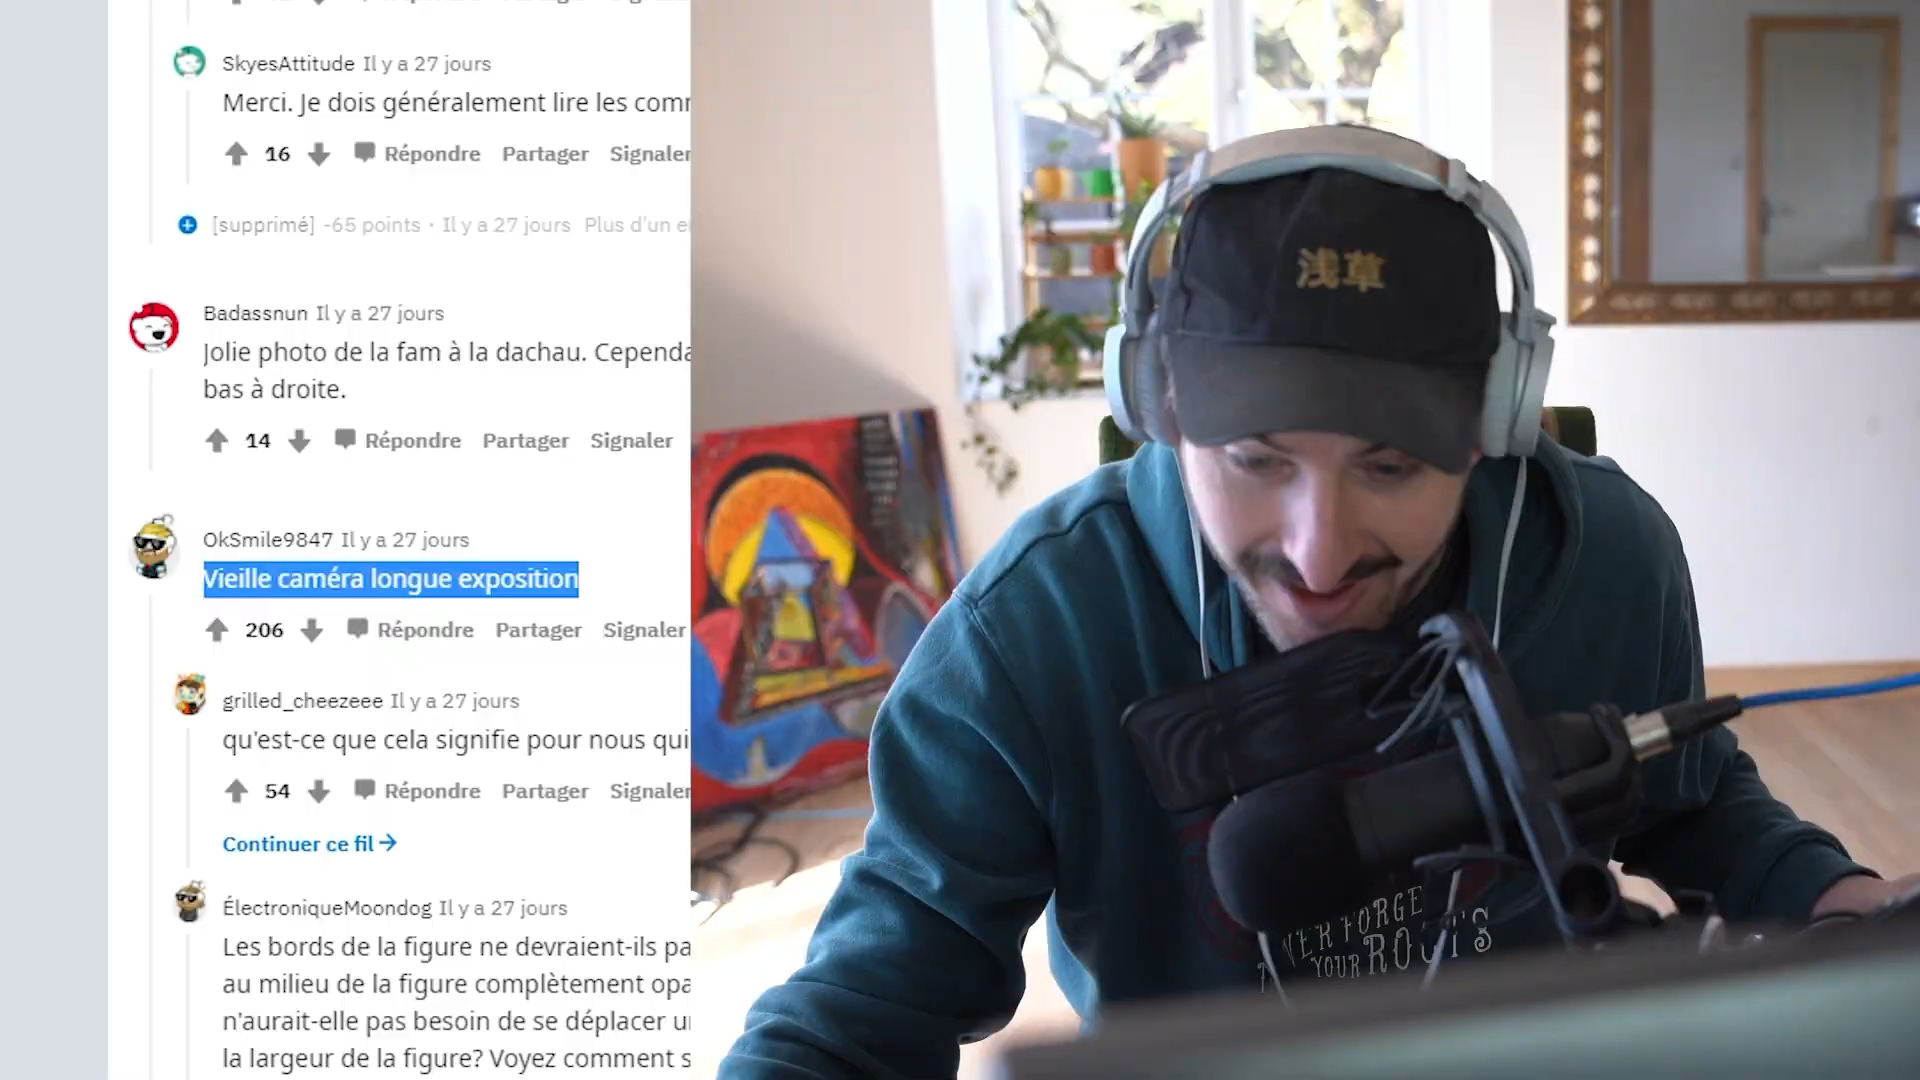 SkyesAttitude Il y a 27 jours
Merci. Je dois généralement lire les
16 Répondre Partager Signaler
[supprimé] -65 points · Il y a 27 jours Plus d'un
Badassnun Il y a 27 jours
Jolie photo de la fam à la dachau.
bas à droite.
14 Répondre Partager Signaler
OkSmile9847 Il y a 27 jours
Vieille caméra longue exposition
206 Répondre Partager Signaler
grilled_cheezeee Il y a 27 jours
qu'est-ce que cela signifie pour nous qui
54 Répondre Partager Signaler
Continuer ce fil
ÉlectroniqueMoondog Il y a 27 jours
Les bords de la figure ne devraient-ils
au milieu de la figure complètement
n'aurait-elle pas besoin de se déplacer
la largeur de la figure? Voyez comment
浅草
FORGE
YOUR ROOTS